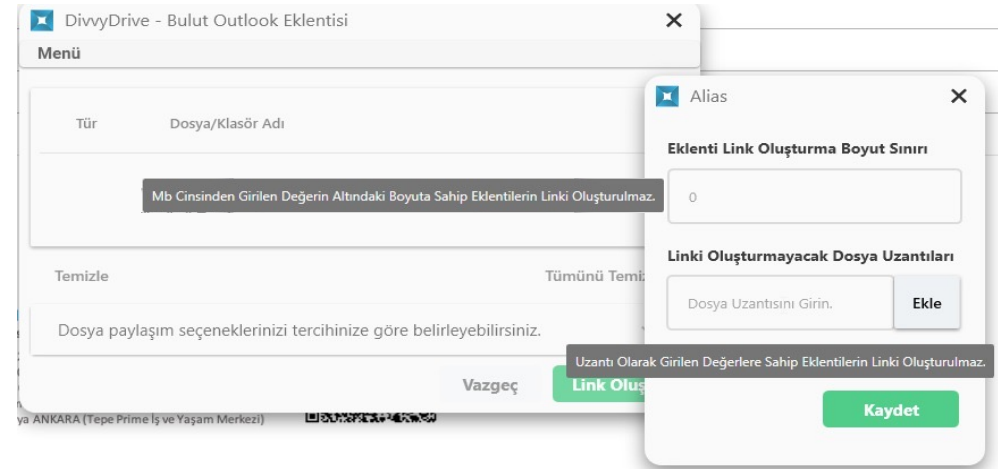 DivvyDrive - Bulut Outlook Eklentisi
Menü
Tür
Dosya/Klasör Adı
Mb Cinsinden Girilen Değerin Altındaki Boyuta Sahip Eklentilerin Linki Oluşturulmaz.
Temizle
Tümünü
Dosya paylaşım seçeneklerinizi tercihinize göre belirleyebilirsiniz.
Vazgeç
Link
ya ANKARA (Tepe Prime İş ve Yaşam Merkezi)
Alias
Eklenti Link Oluşturma Boyut Sınırı
0
Linki Oluşturmayacak Dosya Uzantıları
Dosya Uzantısını Girin.
Ekle
Uzantı Olarak Girilen Değerlere Sahip Eklentilerin Linki Oluşturulmaz.
Kaydet